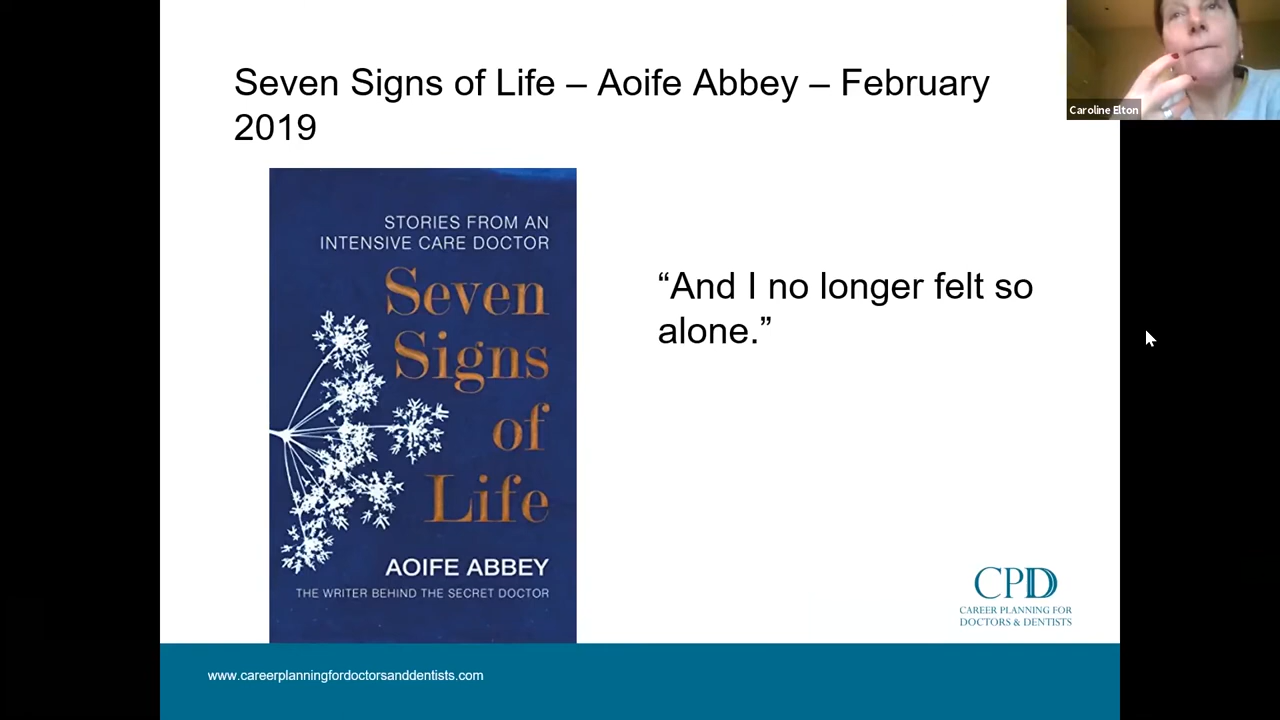 Seven Signs of Life – Aoife Abbey – February
2019
Caroline Elton
STORIES FROM AN
INTENSIVE CARE DOCTOR
Seven
Signs
of
Life
AOIFE ABBEY
THE WRITER BEHIND THE SECRET DOCTOR
“And I no longer felt so
alone.”
CPDD
CAREER PLANNING FOR
DOCTORS & DENTISTS
www.careerplanningfordoctorsanddentists.com